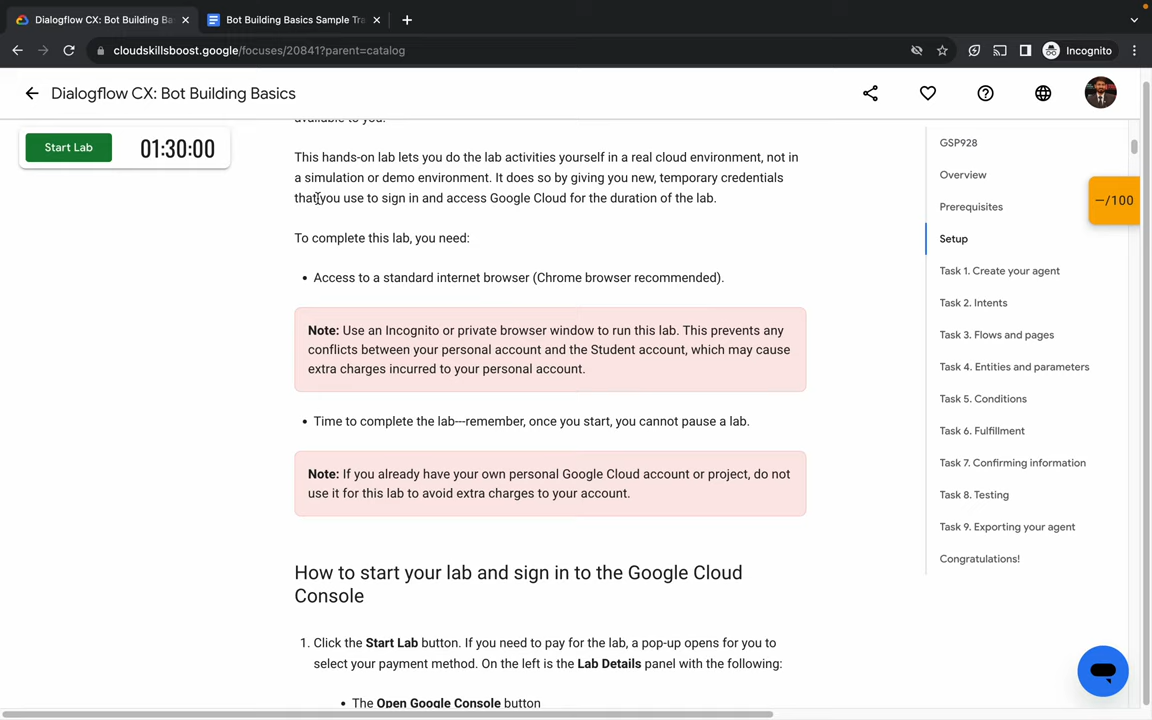 Dialogflow CX: Bot Building Ba
Bot Building Basics Sample Tra
cloudskillsboost.google/focuses/20841?parent=catalog
Incognito
Dialogflow CX: Bot Building Basics
Start Lab
01:30:00
available to you.
This hands-on lab lets you do the lab activities yourself in a real cloud environment, not in
a simulation or demo environment. It does so by giving you new, temporary credentials
that you use to sign in and access Google Cloud for the duration of the lab.
To complete this lab, you need:
• Access to a standard internet browser (Chrome browser recommended).
Note: Use an Incognito or private browser window to run this lab. This prevents any
conflicts between your personal account and the Student account, which may cause
extra charges incurred to your personal account.
• Time to complete the lab---remember, once you start, you cannot pause a lab.
Note: If you already have your own personal Google Cloud account or project, do not
use it for this lab to avoid extra charges to your account.
How to start your lab and sign in to the Google Cloud
Console
1. Click the Start Lab button. If you need to pay for the lab, a pop-up opens for you to
select your payment method. On the left is the Lab Details panel with the following:
• The Open Google Console button
GSP928
Overview
Prerequisites
Setup
Task 1. Create your agent
Task 2. Intents
Task 3. Flows and pages
Task 4. Entities and parameters
Task 5. Conditions
Task 6. Fulfillment
Task 7. Confirming information
Task 8. Testing
Task 9. Exporting your agent
Congratulations!
–/100